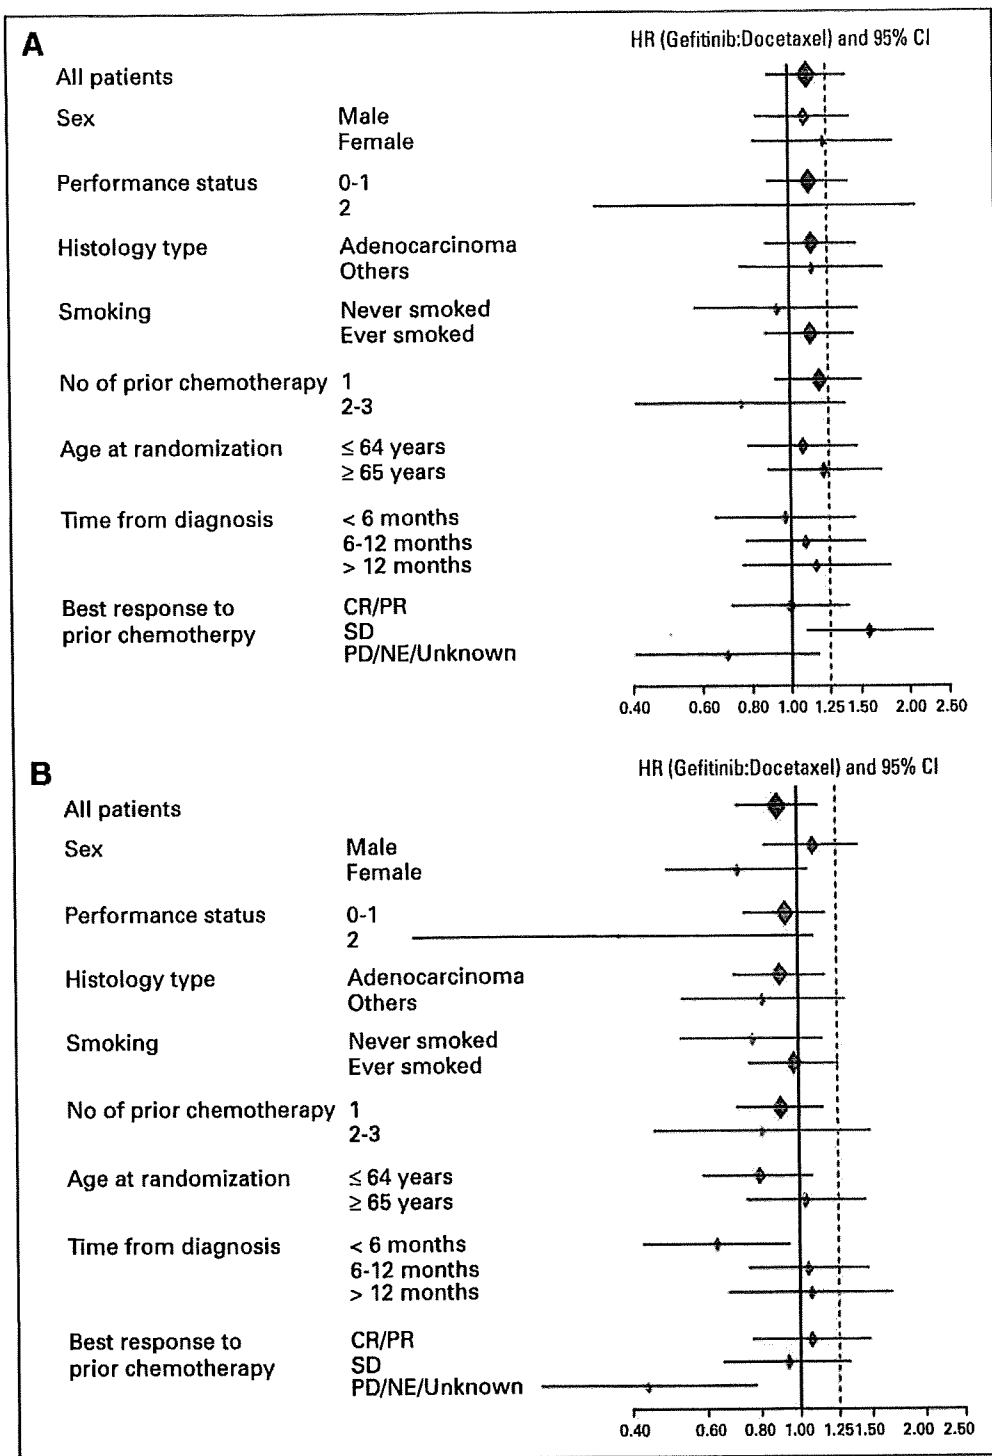 A
HR (Gefitinib:Docetaxel) and 95% CI
All patients
Sex Male
Female
Performance status 0-1
2
Histology type Adenocarcinoma
Others
Smoking Never smoked
Ever smoked
No of prior chemotherapy 1
2-3
Age at randomization ≤ 64 years
≥ 65 years
Time from diagnosis < 6 months
6-12 months
> 12 months
Best response to CR/PR
prior chemotherpy SD
PD/NE/Unknown
0.40 0.60 0.80 1.00 1.25 1.50 2.00 2.50
B
HR (Gefitinib:Docetaxel) and 95% CI
All patients
Sex Male
Female
Performance status 0-1
2
Histology type Adenocarcinoma
Others
Smoking Never smoked
Ever smoked
No of prior chemotherapy 1
2-3
Age at randomization ≤ 64 years
≥ 65 years
Time from diagnosis < 6 months
6-12 months
> 12 months
Best response to CR/PR
prior chemotherapy SD
PD/NE/Unknown
0.40 0.60 0.80 1.00 1.25 1.50 2.00 2.50